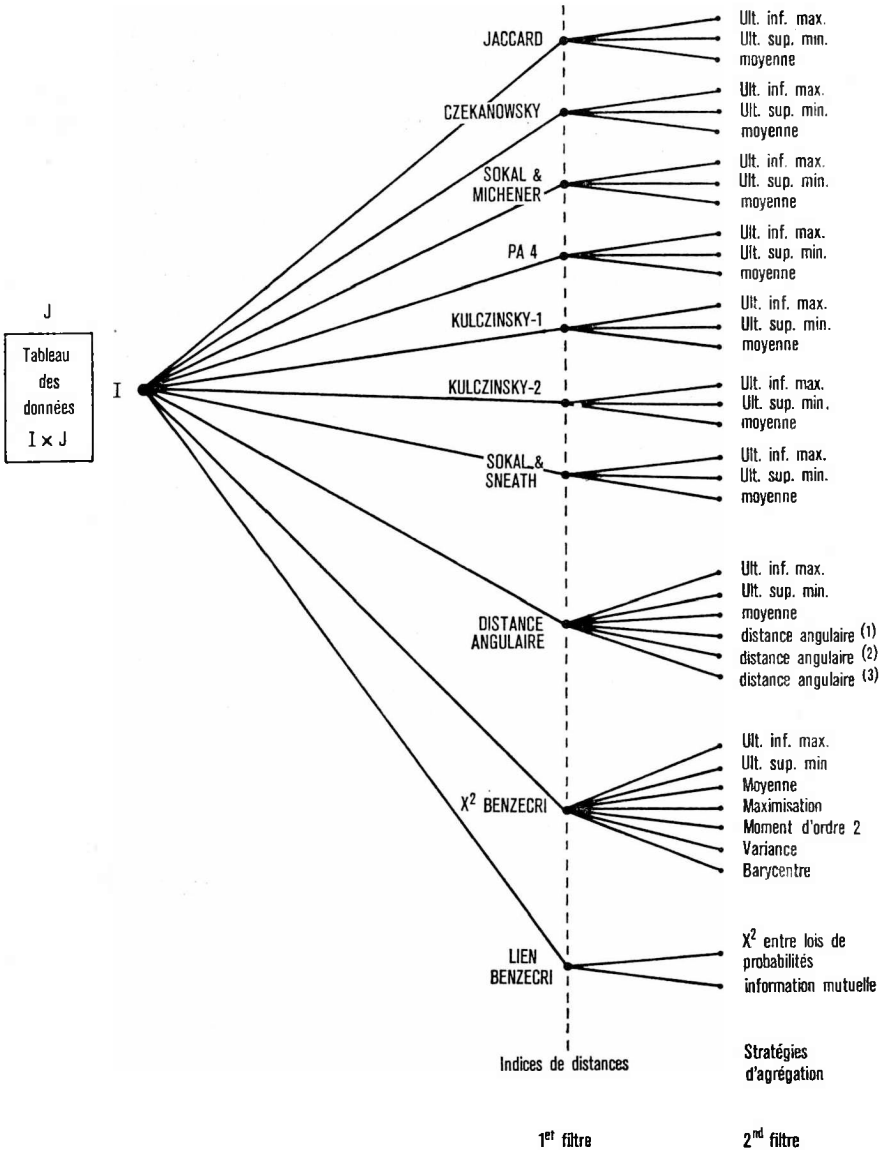 J
Tableau
des
données
I x J
I
JACCARD
Ult. inf. max.
Ult. sup. min.
moyenne
CZEKANOWSKY
Ult. inf. max.
Ult. sup. min.
moyenne
SOKAL &
MICHENER
Ult. inf. max.
Ult. sup. min.
moyenne
PA 4
Ult. inf. max.
Ult. sup. min.
moyenne
KULCZINSKY-1
Ult. inf. max.
Ult. sup. min.
moyenne
KULCZINSKY-2
Ult. inf. max.
Ult. sup. min.
moyenne
SOKAL &
SNEATH
Ult. inf. max.
Ult. sup. min.
moyenne
DISTANCE
ANGULAIRE
Ult. inf. max.
Ult. sup. min.
moyenne
distance angulaire (1)
distance angulaire (2)
distance angulaire (3)
X² BENZECRI
Ult. inf. max.
Ult. sup. min
Moyenne
Maximisation
Moment d'ordre 2
Variance
Barycentre
LIEN
BENZECRI
X² entre lois de
probabilités
information mutuelle
Indices de distances
Stratégies
d'agrégation
1er filtre
2nd filtre